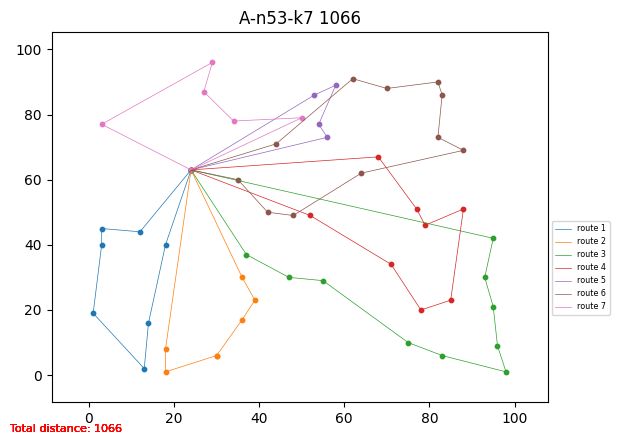 A-n53-k7 1066
100
80
60
40
20
0
0 20 40 60 80 100
route 1
route 2
route 3
route 4
route 5
route 6
route 7
Total distance: 1066